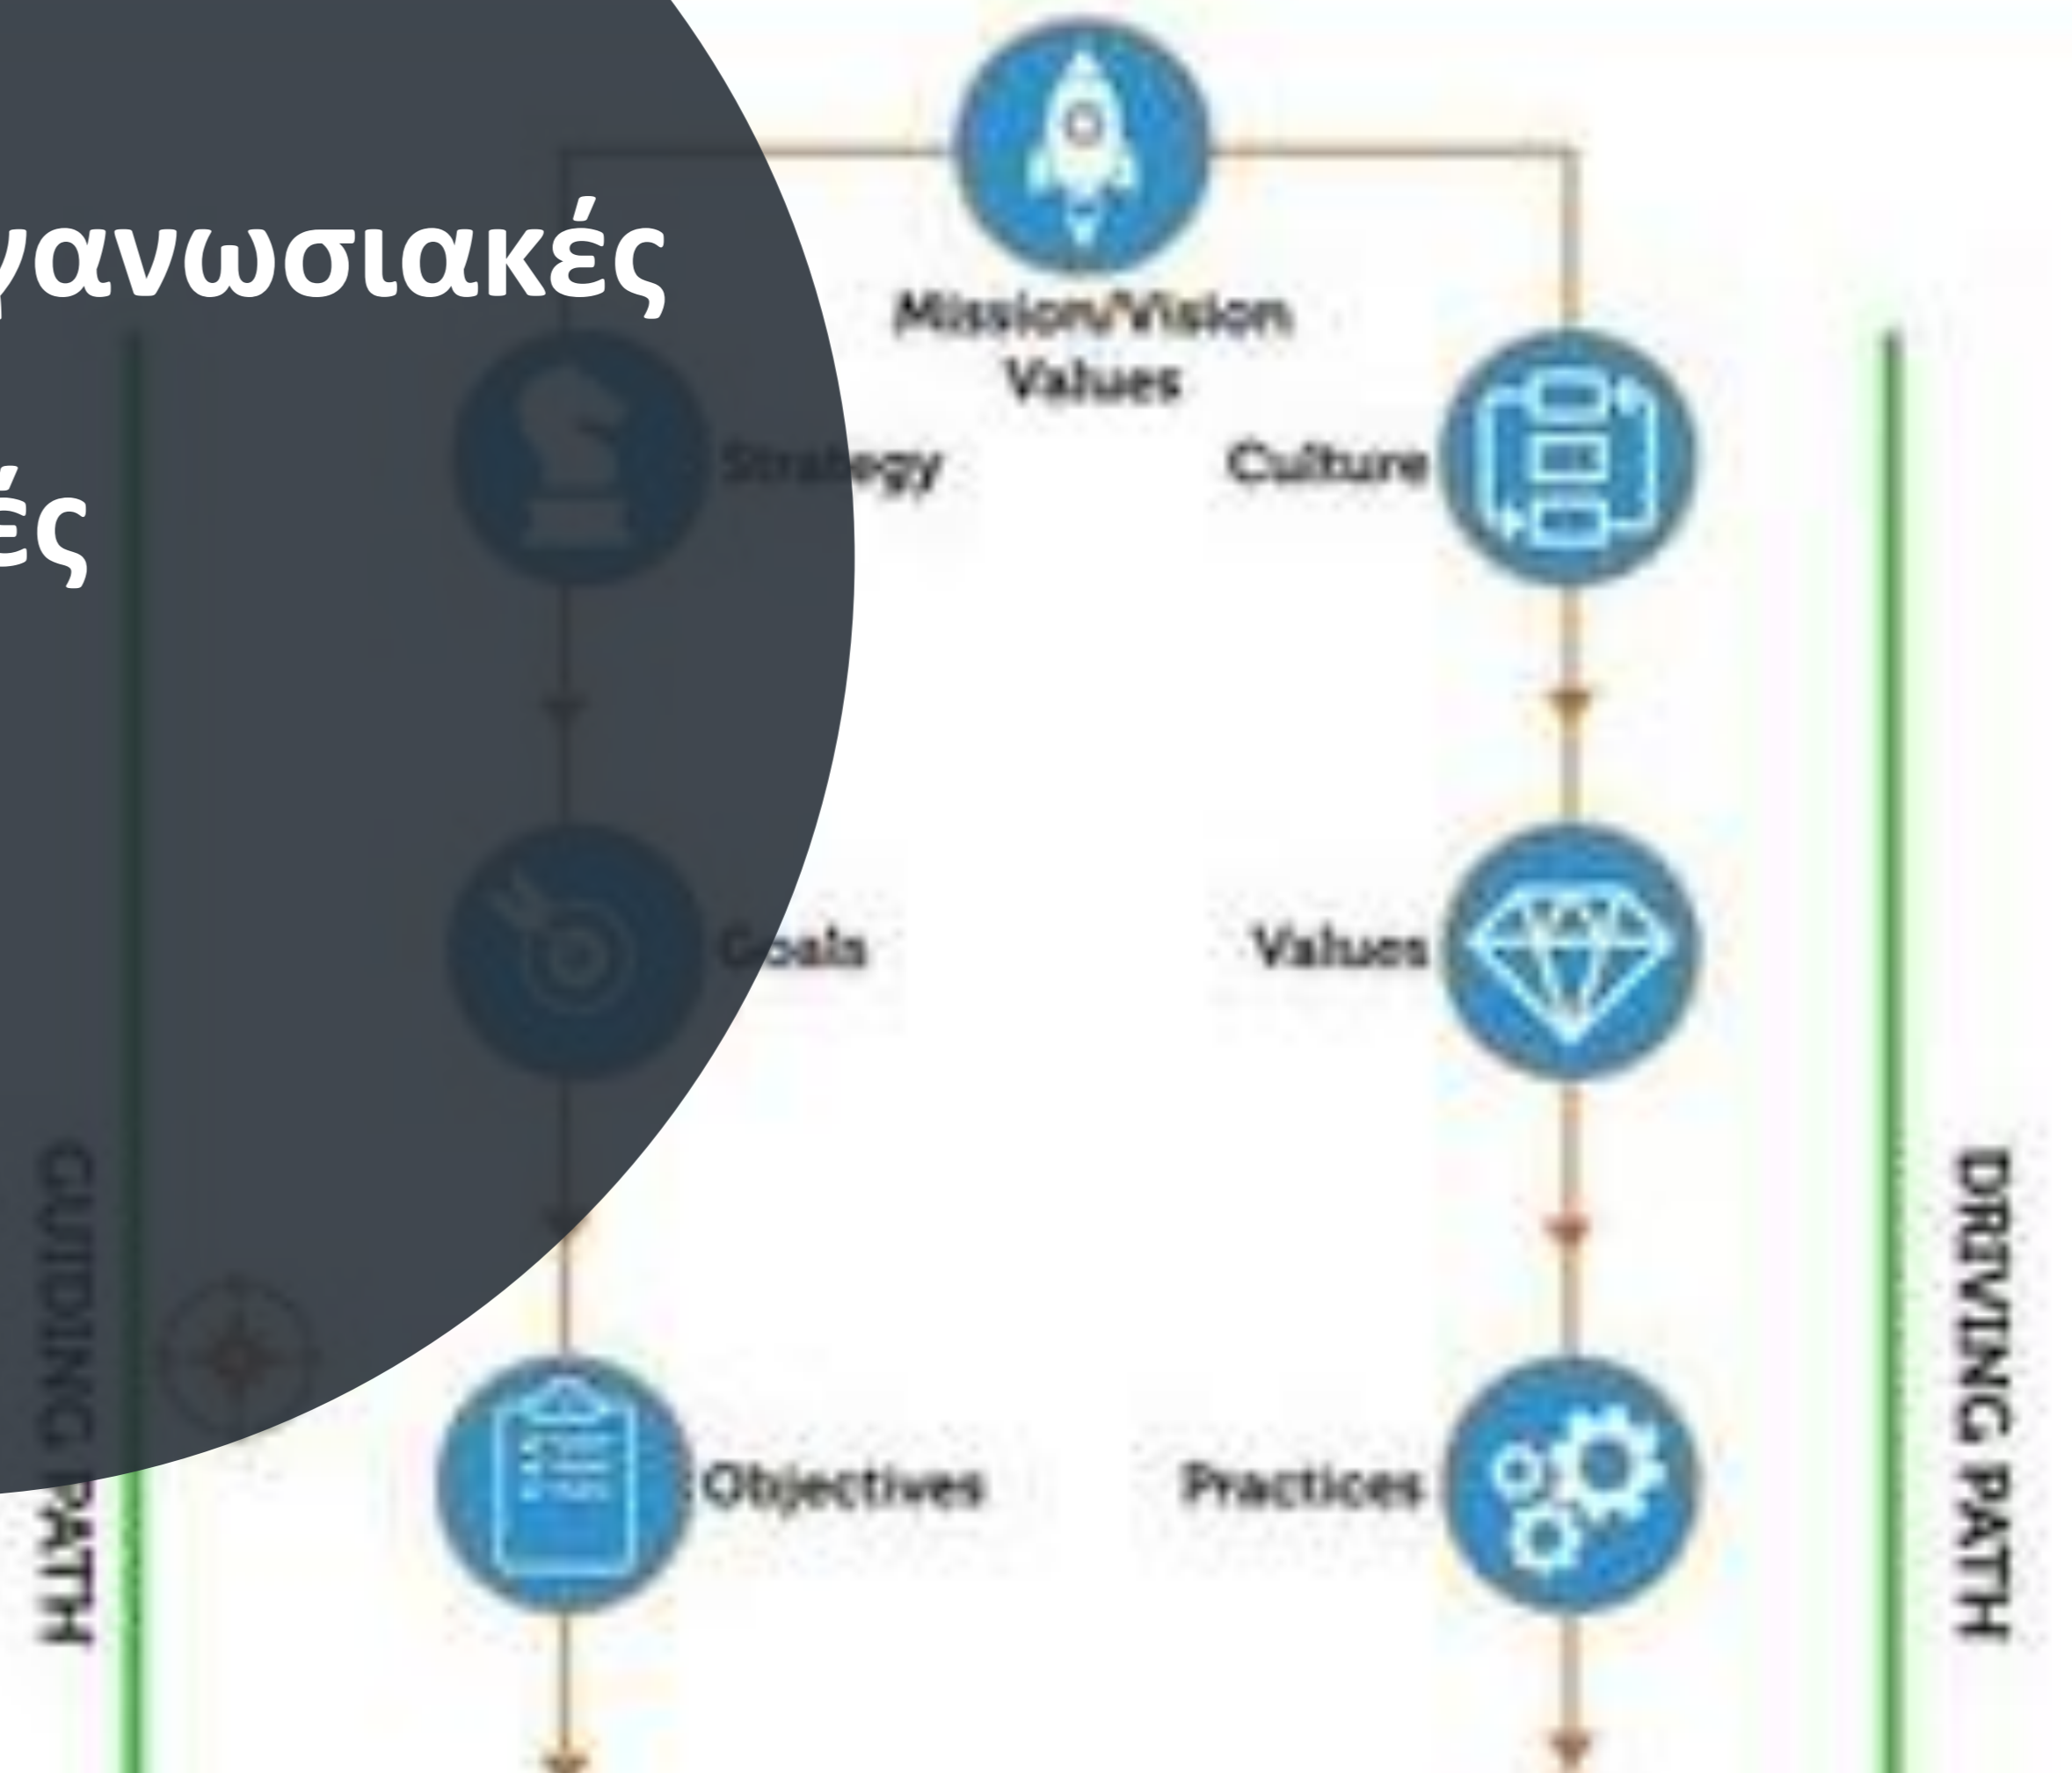 γανωσιακές
ές
Mission/Vision
Values
Strategy
Culture
Goals
Values
Objectives
Practices
GUIDING PATH
DRIVING PATH